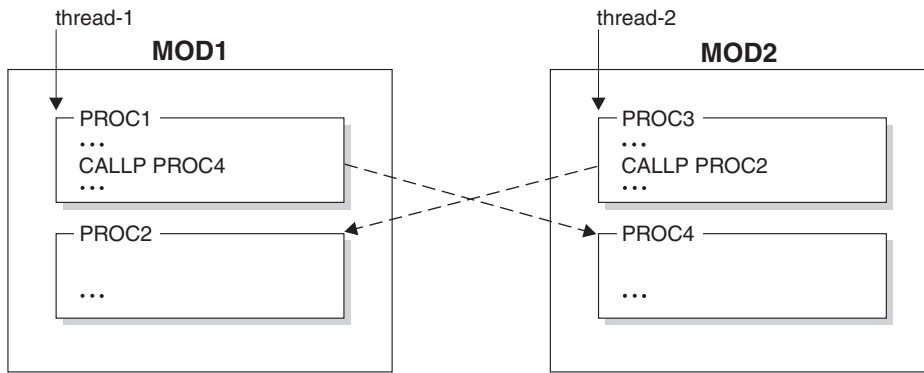 thread-1
MOD1
PROC1
...
CALLP PROC4
...
PROC2
...
thread-2
MOD2
PROC3
...
CALLP PROC2
...
PROC4
...